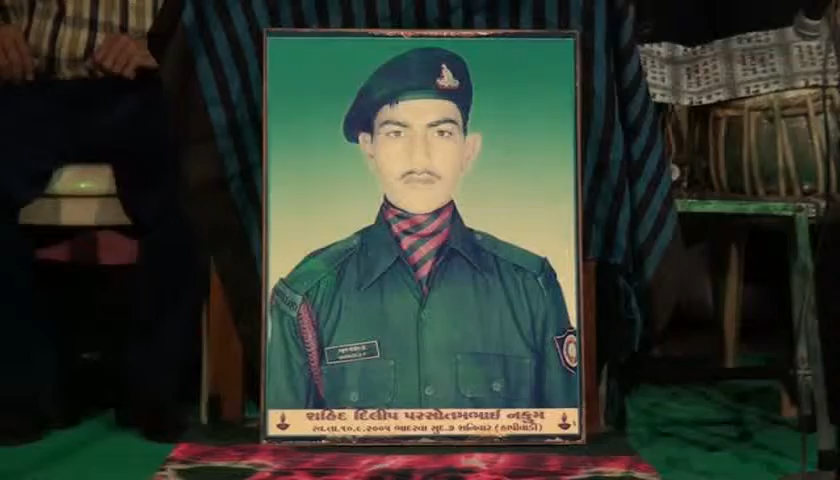 શહિદ દિલીપ પરસોતમભાઈ નકુમ
સ્વ.તા.૧૦.૯.૨૦૦૫ ભાદરવા સુદ.૭ શનિવાર (હાપીવાડી)